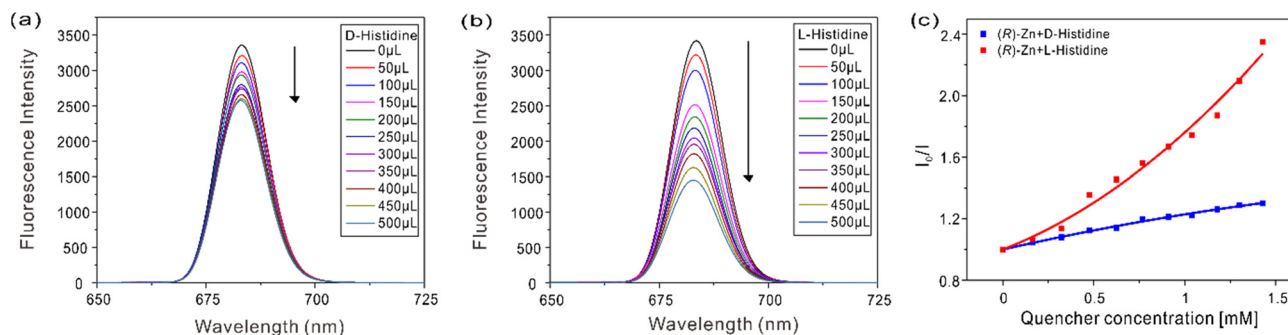 (a)
Fluorescence Intensity
3500
3000
2500
2000
1500
1000
500
0
650
675
700
725
Wavelength (nm)
D-Histidine
0μL
50μL
100μL
150μL
200μL
250μL
300μL
350μL
400μL
450μL
500μL
(b)
Fluorescence Intensity
3500
3000
2500
2000
1500
1000
500
0
650
675
700
725
Wavelength (nm)
L-Histidine
0μL
50μL
100μL
150μL
200μL
250μL
300μL
350μL
400μL
450μL
500μL
(c)
I₀/I
2.4
2.0
1.6
1.2
0.8
0
0.5
1
1.5
Quencher concentration [mM]
(R)-Zn+D-Histidine
(R)-Zn+L-Histidine